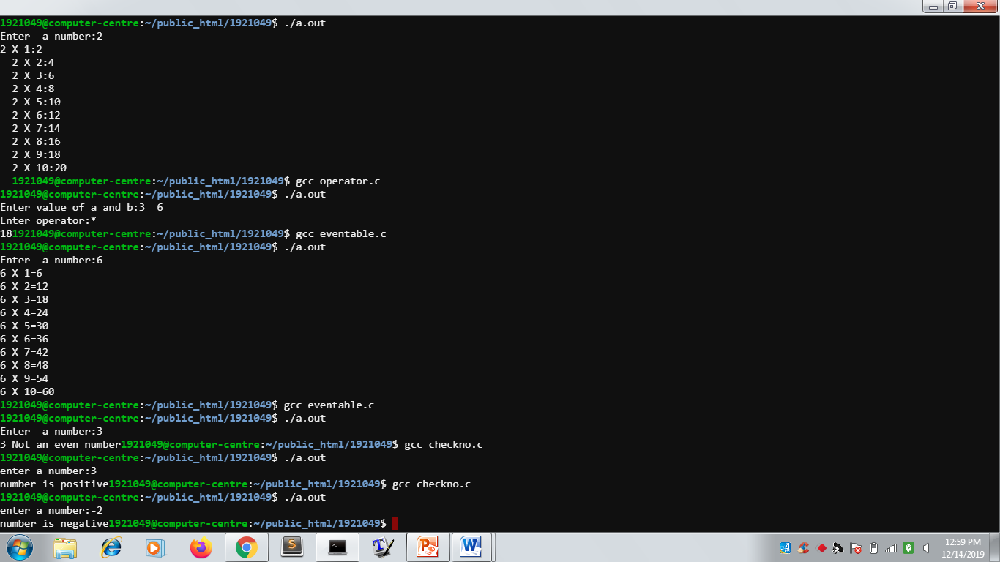 1921049@computer-centre:~/public_html/1921049$ ./a.out
Enter  a number:2
2 X 1:2
  2 X 2:4
  2 X 3:6
  2 X 4:8
  2 X 5:10
  2 X 6:12
  2 X 7:14
  2 X 8:16
  2 X 9:18
  2 X 10:20
  1921049@computer-centre:~/public_html/1921049$ gcc operator.c
1921049@computer-centre:~/public_html/1921049$ ./a.out
Enter value of a and b:3  6
Enter operator:*
181921049@computer-centre:~/public_html/1921049$ gcc eventable.c
1921049@computer-centre:~/public_html/1921049$ ./a.out
Enter  a number:6
6 X 1=6
6 X 2=12
6 X 3=18
6 X 4=24
6 X 5=30
6 X 6=36
6 X 7=42
6 X 8=48
6 X 9=54
6 X 10=60
1921049@computer-centre:~/public_html/1921049$ gcc eventable.c
1921049@computer-centre:~/public_html/1921049$ ./a.out
Enter  a number:3
3 Not an even number1921049@computer-centre:~/public_html/1921049$ gcc checkno.c
1921049@computer-centre:~/public_html/1921049$ ./a.out
enter a number:3
number is positive1921049@computer-centre:~/public_html/1921049$ gcc checkno.c
1921049@computer-centre:~/public_html/1921049$ ./a.out
enter a number:-2
number is negative1921049@computer-centre:~/public_html/1921049$
12:59 PM
12/14/2019